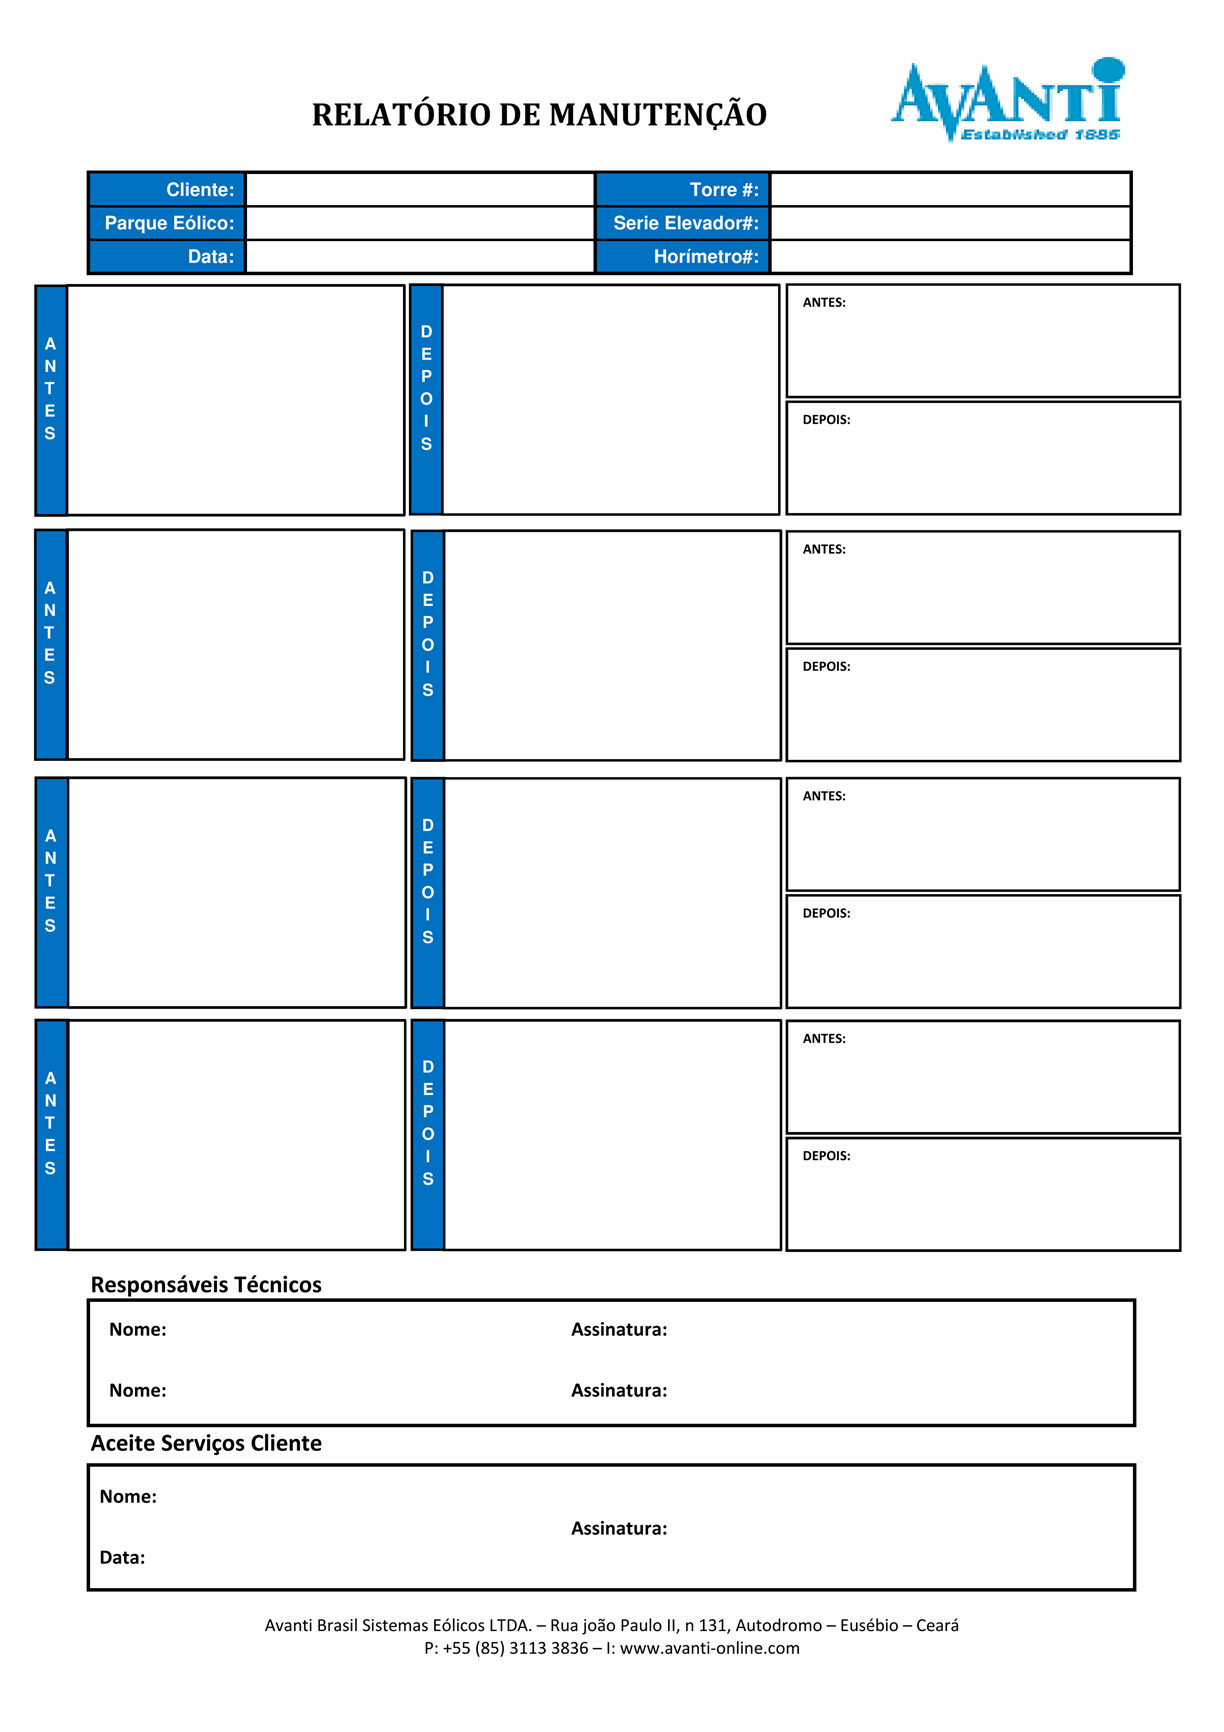 RELATÓRIO DE MANUTENÇÃO
AVANTI
Established 1885
Cliente:
Torre #:
Parque Eólico:
Serie Elevador#:
Data:
Horímetro#:
ANTES
DEPOIS
ANTES:
DEPOIS:
ANTES
DEPOIS
ANTES:
DEPOIS:
ANTES
DEPOIS
ANTES:
DEPOIS:
ANTES
DEPOIS
ANTES:
DEPOIS:
Responsáveis Técnicos
Nome:
Assinatura:
Nome:
Assinatura:
Aceite Serviços Cliente
Nome:
Assinatura:
Data:
Avanti Brasil Sistemas Eólicos LTDA. – Rua joão Paulo II, n 131, Autodromo – Eusébio – Ceará
P: +55 (85) 3113 3836 – I: www.avanti-online.com